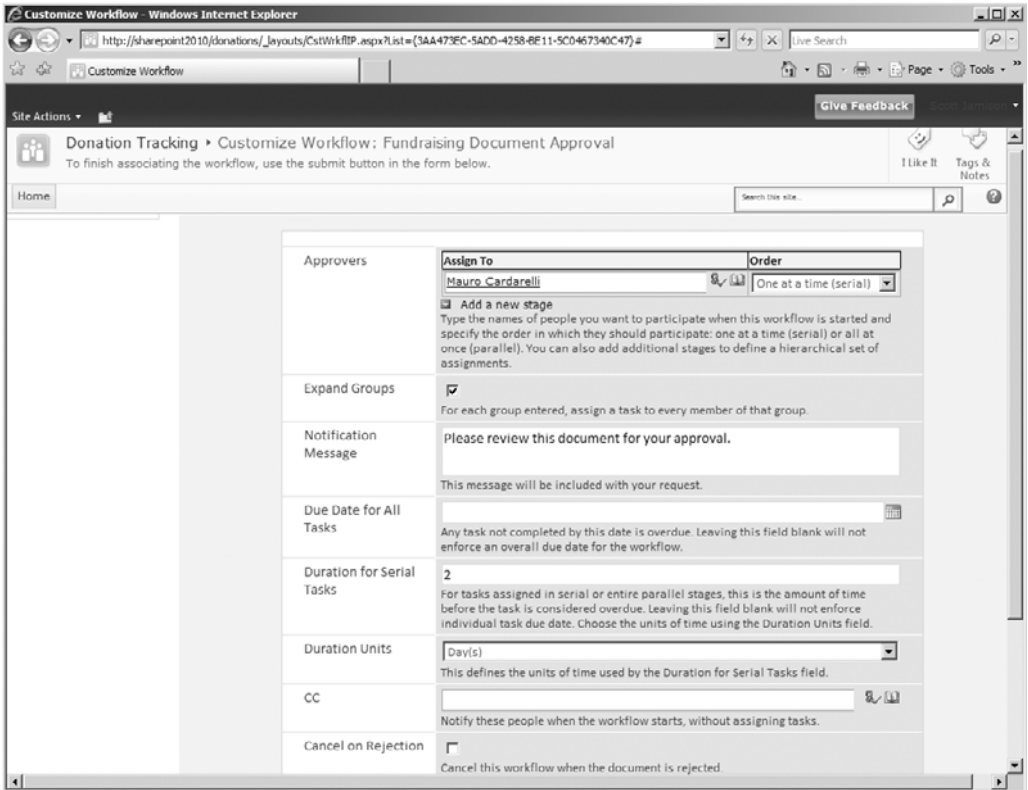 Customize Workflow - Windows Internet Explorer
http://sharepoint2010/donations/_layouts/CstWrkflIP.aspx?List={3AA473EC-5ADD-4258-8E11-5C0467340C47}#
Live Search
Customize Workflow
Page
Tools
Site Actions
Give Feedback
Scott Jamison
Donation Tracking ▸ Customize Workflow: Fundraising Document Approval
To finish associating the workflow, use the submit button in the form below.
I Like It
Tags &
Notes
Home
Search this site...
Approvers
Assign To
Order
Mauro Cardarelli
One at a time (serial)
Add a new stage
Type the names of people you want to participate when this workflow is started and
specify the order in which they should participate: one at a time (serial) or all at
once (parallel). You can also add additional stages to define a hierarchical set of
assignments.
Expand Groups
For each group entered, assign a task to every member of that group.
Notification
Message
Please review this document for your approval.
This message will be included with your request.
Due Date for All
Tasks
Any task not completed by this date is overdue. Leaving this field blank will not
enforce an overall due date for the workflow.
Duration for Serial
Tasks
2
For tasks assigned in serial or entire parallel stages, this is the amount of time
before the task is considered overdue. Leaving this field blank will not enforce
individual task due date. Choose the units of time using the Duration Units field.
Duration Units
Day(s)
This defines the units of time used by the Duration for Serial Tasks field.
CC
Notify these people when the workflow starts, without assigning tasks.
Cancel on Rejection
Cancel this workflow when the document is rejected.